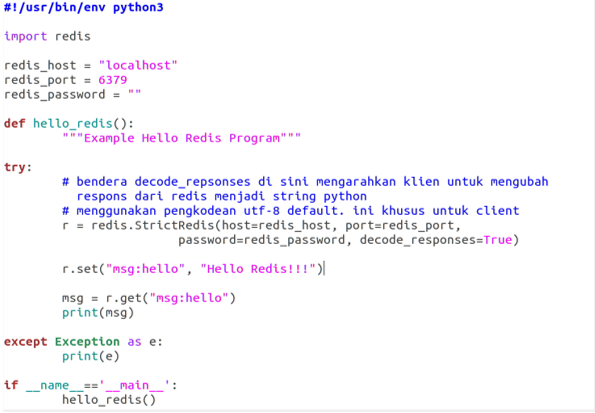 #!/usr/bin/env python3
import redis
redis_host = "localhost"
redis_port = 6379
redis_password = ""
def hello_redis():
"""Example Hello Redis Program"""
try:
# bendera decode_repsonses di sini mengarahkan klien untuk mengubah
respons dari redis menjadi string python
# menggunakan pengkodean utf-8 default. ini khusus untuk client
r = redis.StrictRedis(host=redis_host, port=redis_port,
password=redis_password, decode_responses=True)
r.set("msg:hello", "Hello Redis!!!")
msg = r.get("msg:hello")
print(msg)
except Exception as e:
print(e)
if __name__=='__main__':
hello_redis()